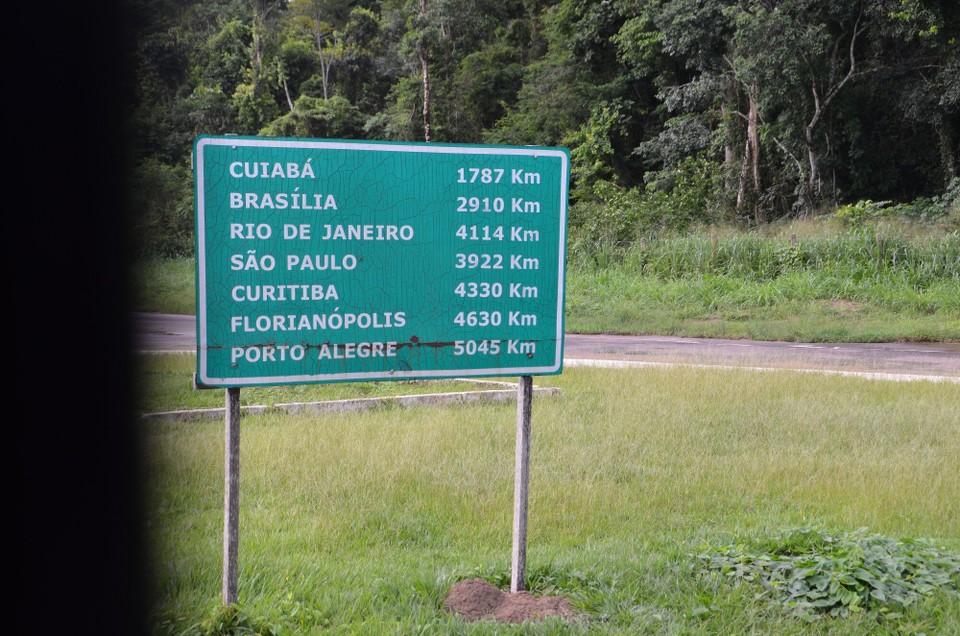 CUIABÁ 1787 Km
BRASÍLIA 2910 Km
RIO DE JANEIRO 4114 Km
SÃO PAULO 3922 Km
CURITIBA 4330 Km
FLORIANÓPOLIS 4630 Km
PORTO ALEGRE 5045 Km